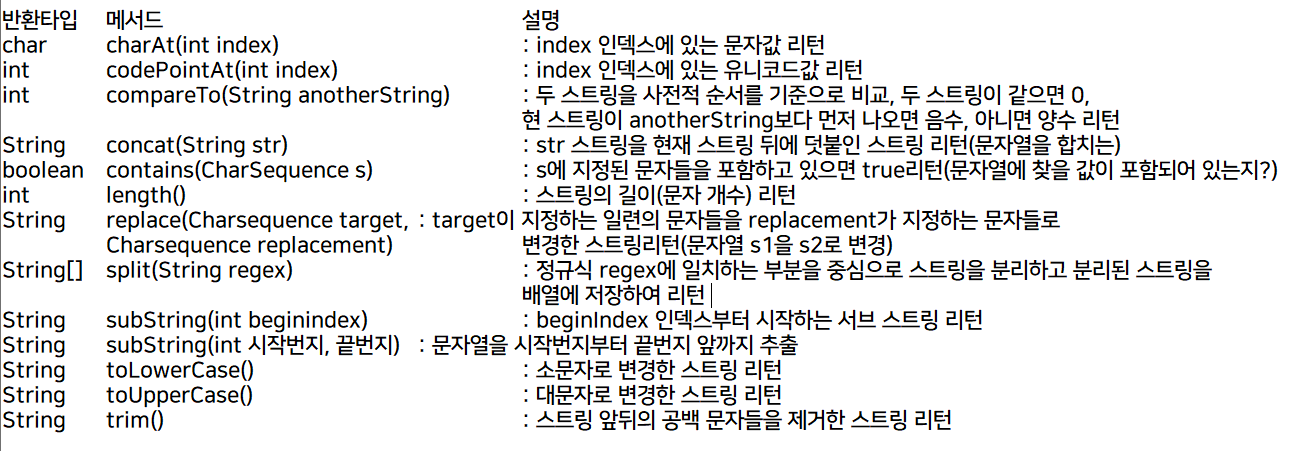 반환타입 메서드 설명
char charAt(int index) : index 인덱스에 있는 문자값 리턴
int codePointAt(int index) : index 인덱스에 있는 유니코드값 리턴
int compareTo(String anotherString) : 두 스트링을 사전적 순서를 기준으로 비교, 두 스트링이 같으면 0,
현 스트링이 anotherString보다 먼저 나오면 음수, 아니면 양수 리턴
String concat(String str) : str 스트링을 현재 스트링 뒤에 덧붙인 스트링 리턴(문자열을 합치는)
boolean contains(CharSequence s) : s에 지정된 문자들을 포함하고 있으면 true리턴(문자열에 찾을 값이 포함되어 있는지?)
int length() : 스트링의 길이(문자 개수) 리턴
String replace(Charsequence target, : target이 지정하는 일련의 문자들을 replacement가 지정하는 문자들로
Charsequence replacement) 변경한 스트링리턴(문자열 s1을 s2로 변경)
String[] split(String regex) : 정규식 regex에 일치하는 부분을 중심으로 스트링을 분리하고 분리된 스트링을
배열에 저장하여 리턴
String subString(int beginindex) : beginIndex 인덱스부터 시작하는 서브 스트링 리턴
String subString(int 시작번지, 끝번지) : 문자열을 시작번지부터 끝번지 앞까지 추출
String toLowerCase() : 소문자로 변경한 스트링 리턴
String toUpperCase() : 대문자로 변경한 스트링 리턴
String trim() : 스트링 앞뒤의 공백 문자들을 제거한 스트링 리턴